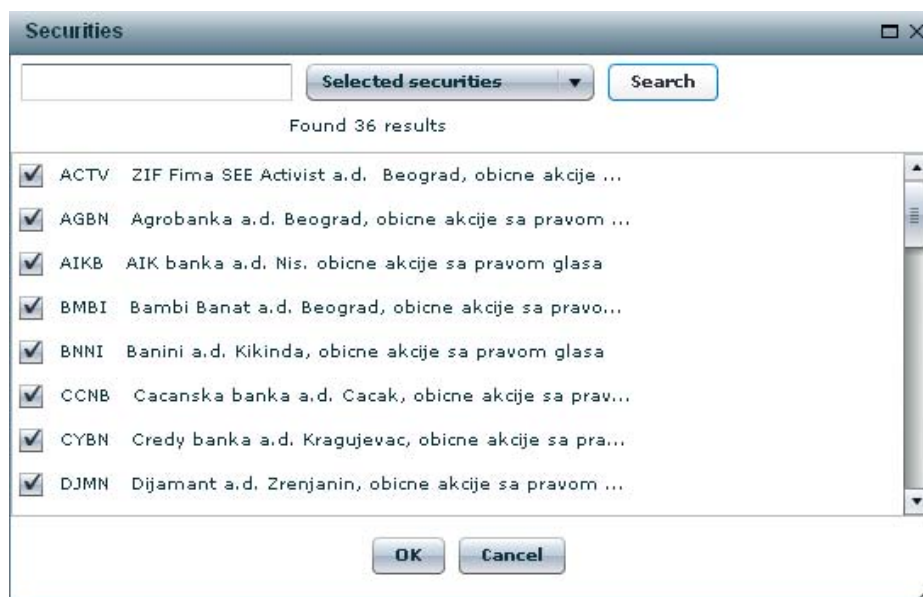 Securities
Selected securities Search
Found 36 results
ACTV ZIF Fima SEE Activist a.d. Beograd, obicne akcije ...
AGBN Agrobanka a.d. Beograd, obicne akcije sa pravom ...
AIKB AIK banka a.d. Nis. obicne akcije sa pravom glasa
BMBI Bambi Banat a.d. Beograd, obicne akcije sa pravo...
BNNI Banini a.d. Kikinda, obicne akcije sa pravom glasa
CCNB Cacanska banka a.d. Cacak, obicne akcije sa prav...
CYBN Credy banka a.d. Kragujevac, obicne akcije sa pra...
DJMN Dijamant a.d. Zrenjanin, obicne akcije sa pravom ...
OK Cancel